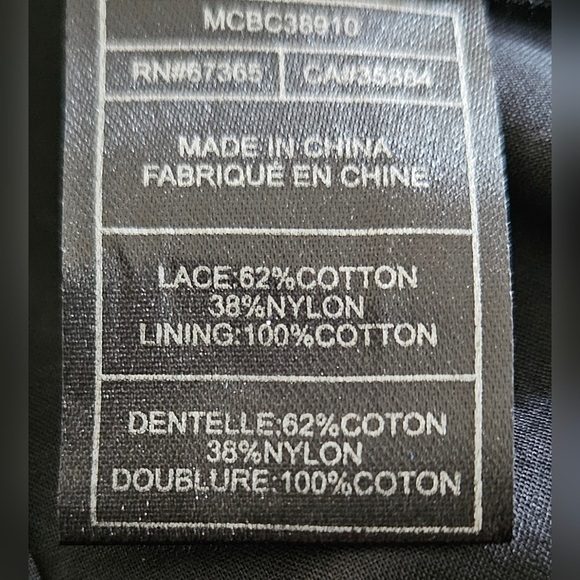 MCBC38910
RN#67365 CA#35884
MADE IN CHINA
FABRIQUÉ EN CHINE
LACE:62%COTTON
38%NYLON
LINING:100%COTTON
DENTELLE:62%COTON
38%NYLON
DOUBLURE:100%COTON